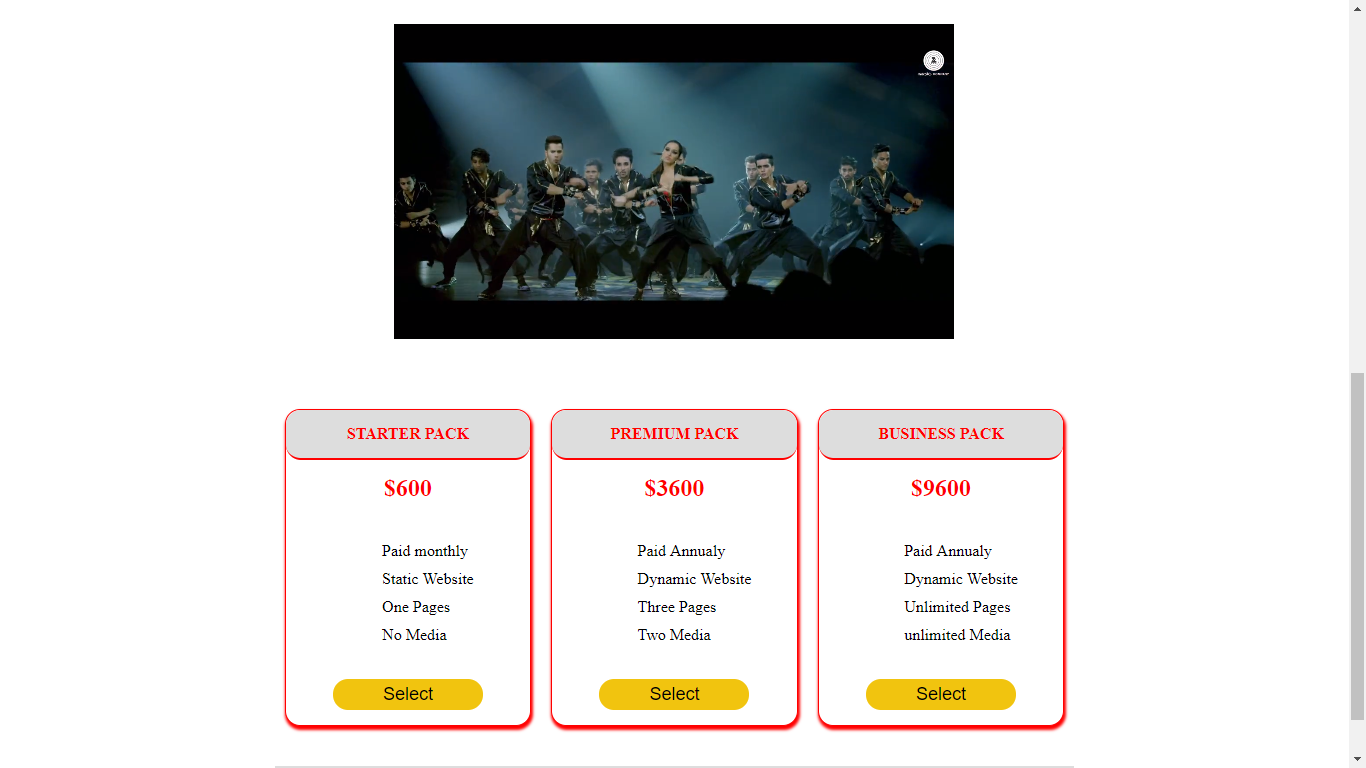 STARTER PACK
$600
Paid monthly
Static Website
One Pages
No Media
Select
PREMIUM PACK
$3600
Paid Annualy
Dynamic Website
Three Pages
Two Media
Select
BUSINESS PACK
$9600
Paid Annualy
Dynamic Website
Unlimited Pages
unlimited Media
Select